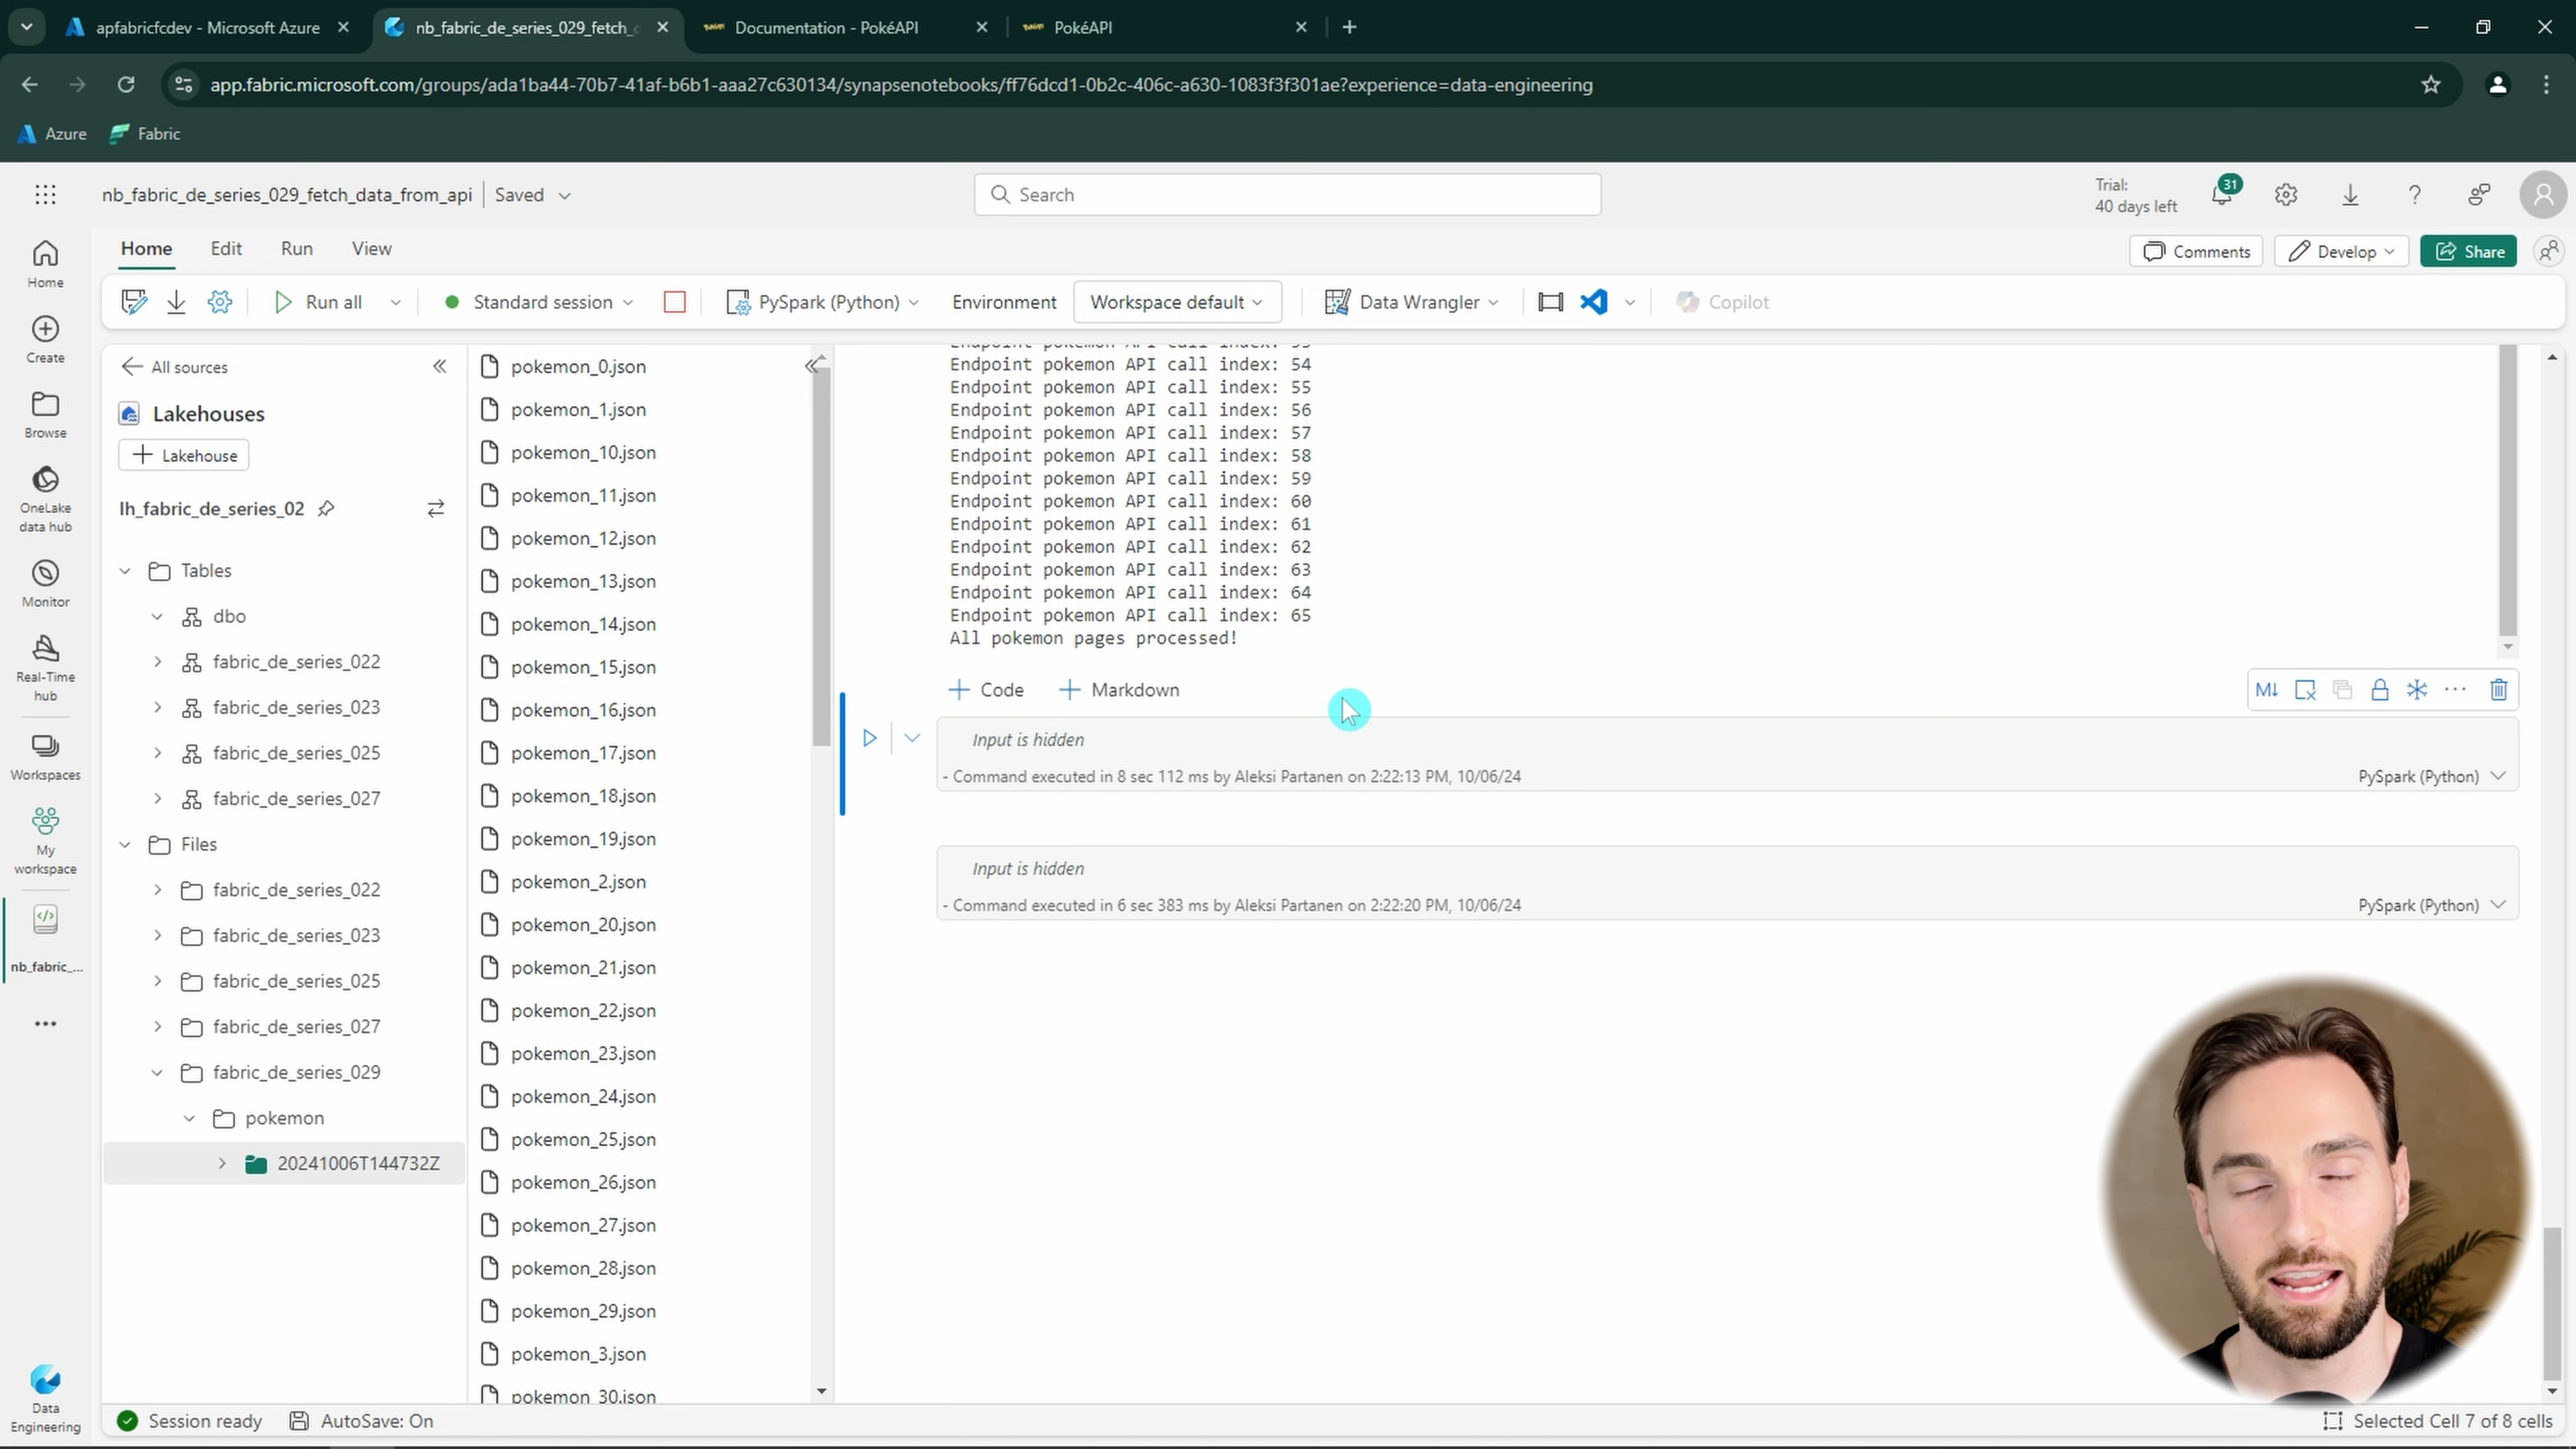 apfabricfcdev - Microsoft Azure
nb_fabric_de_series_029_fetch_
Documentation - PokéAPI
PokéAPI
app.fabric.microsoft.com/groups/ada1ba44-70b7-41af-b6b1-aaa27c630134/synapsenotebooks/ff76dcd1-0b2c-406c-a630-1083f3f301ae?experience=data-engineering
Azure
Fabric
nb_fabric_de_series_029_fetch_data_from_api
Saved
Search
Trial:
40 days left
31
Home
Edit
Run
View
Comments
Develop
Share
Run all
Standard session
PySpark (Python)
Environment
Workspace default
Data Wrangler
Copilot
Home
Create
Browse
OneLake
data hub
Monitor
Real-Time
hub
Workspaces
My
workspace
nb_fabric_...
Data
Engineering
All sources
Lakehouses
Lakehouse
lh_fabric_de_series_02
Tables
dbo
fabric_de_series_022
fabric_de_series_023
fabric_de_series_025
fabric_de_series_027
Files
fabric_de_series_022
fabric_de_series_023
fabric_de_series_025
fabric_de_series_027
fabric_de_series_029
pokemon
20241006T144732Z
pokemon_0.json
pokemon_1.json
pokemon_10.json
pokemon_11.json
pokemon_12.json
pokemon_13.json
pokemon_14.json
pokemon_15.json
pokemon_16.json
pokemon_17.json
pokemon_18.json
pokemon_19.json
pokemon_2.json
pokemon_20.json
pokemon_21.json
pokemon_22.json
pokemon_23.json
pokemon_24.json
pokemon_25.json
pokemon_26.json
pokemon_27.json
pokemon_28.json
pokemon_29.json
pokemon_3.json
pokemon_30.json
Endpoint pokemon API call index: 53
Endpoint pokemon API call index: 54
Endpoint pokemon API call index: 55
Endpoint pokemon API call index: 56
Endpoint pokemon API call index: 57
Endpoint pokemon API call index: 58
Endpoint pokemon API call index: 59
Endpoint pokemon API call index: 60
Endpoint pokemon API call index: 61
Endpoint pokemon API call index: 62
Endpoint pokemon API call index: 63
Endpoint pokemon API call index: 64
Endpoint pokemon API call index: 65
All pokemon pages processed!
Code
Markdown
M↓
Input is hidden
- Command executed in 8 sec 112 ms by Aleksi Partanen on 2:22:13 PM, 10/06/24
PySpark (Python)
Input is hidden
- Command executed in 6 sec 383 ms by Aleksi Partanen on 2:22:20 PM, 10/06/24
PySpark (Python)
Session ready
AutoSave: On
Selected Cell 7 of 8 cells